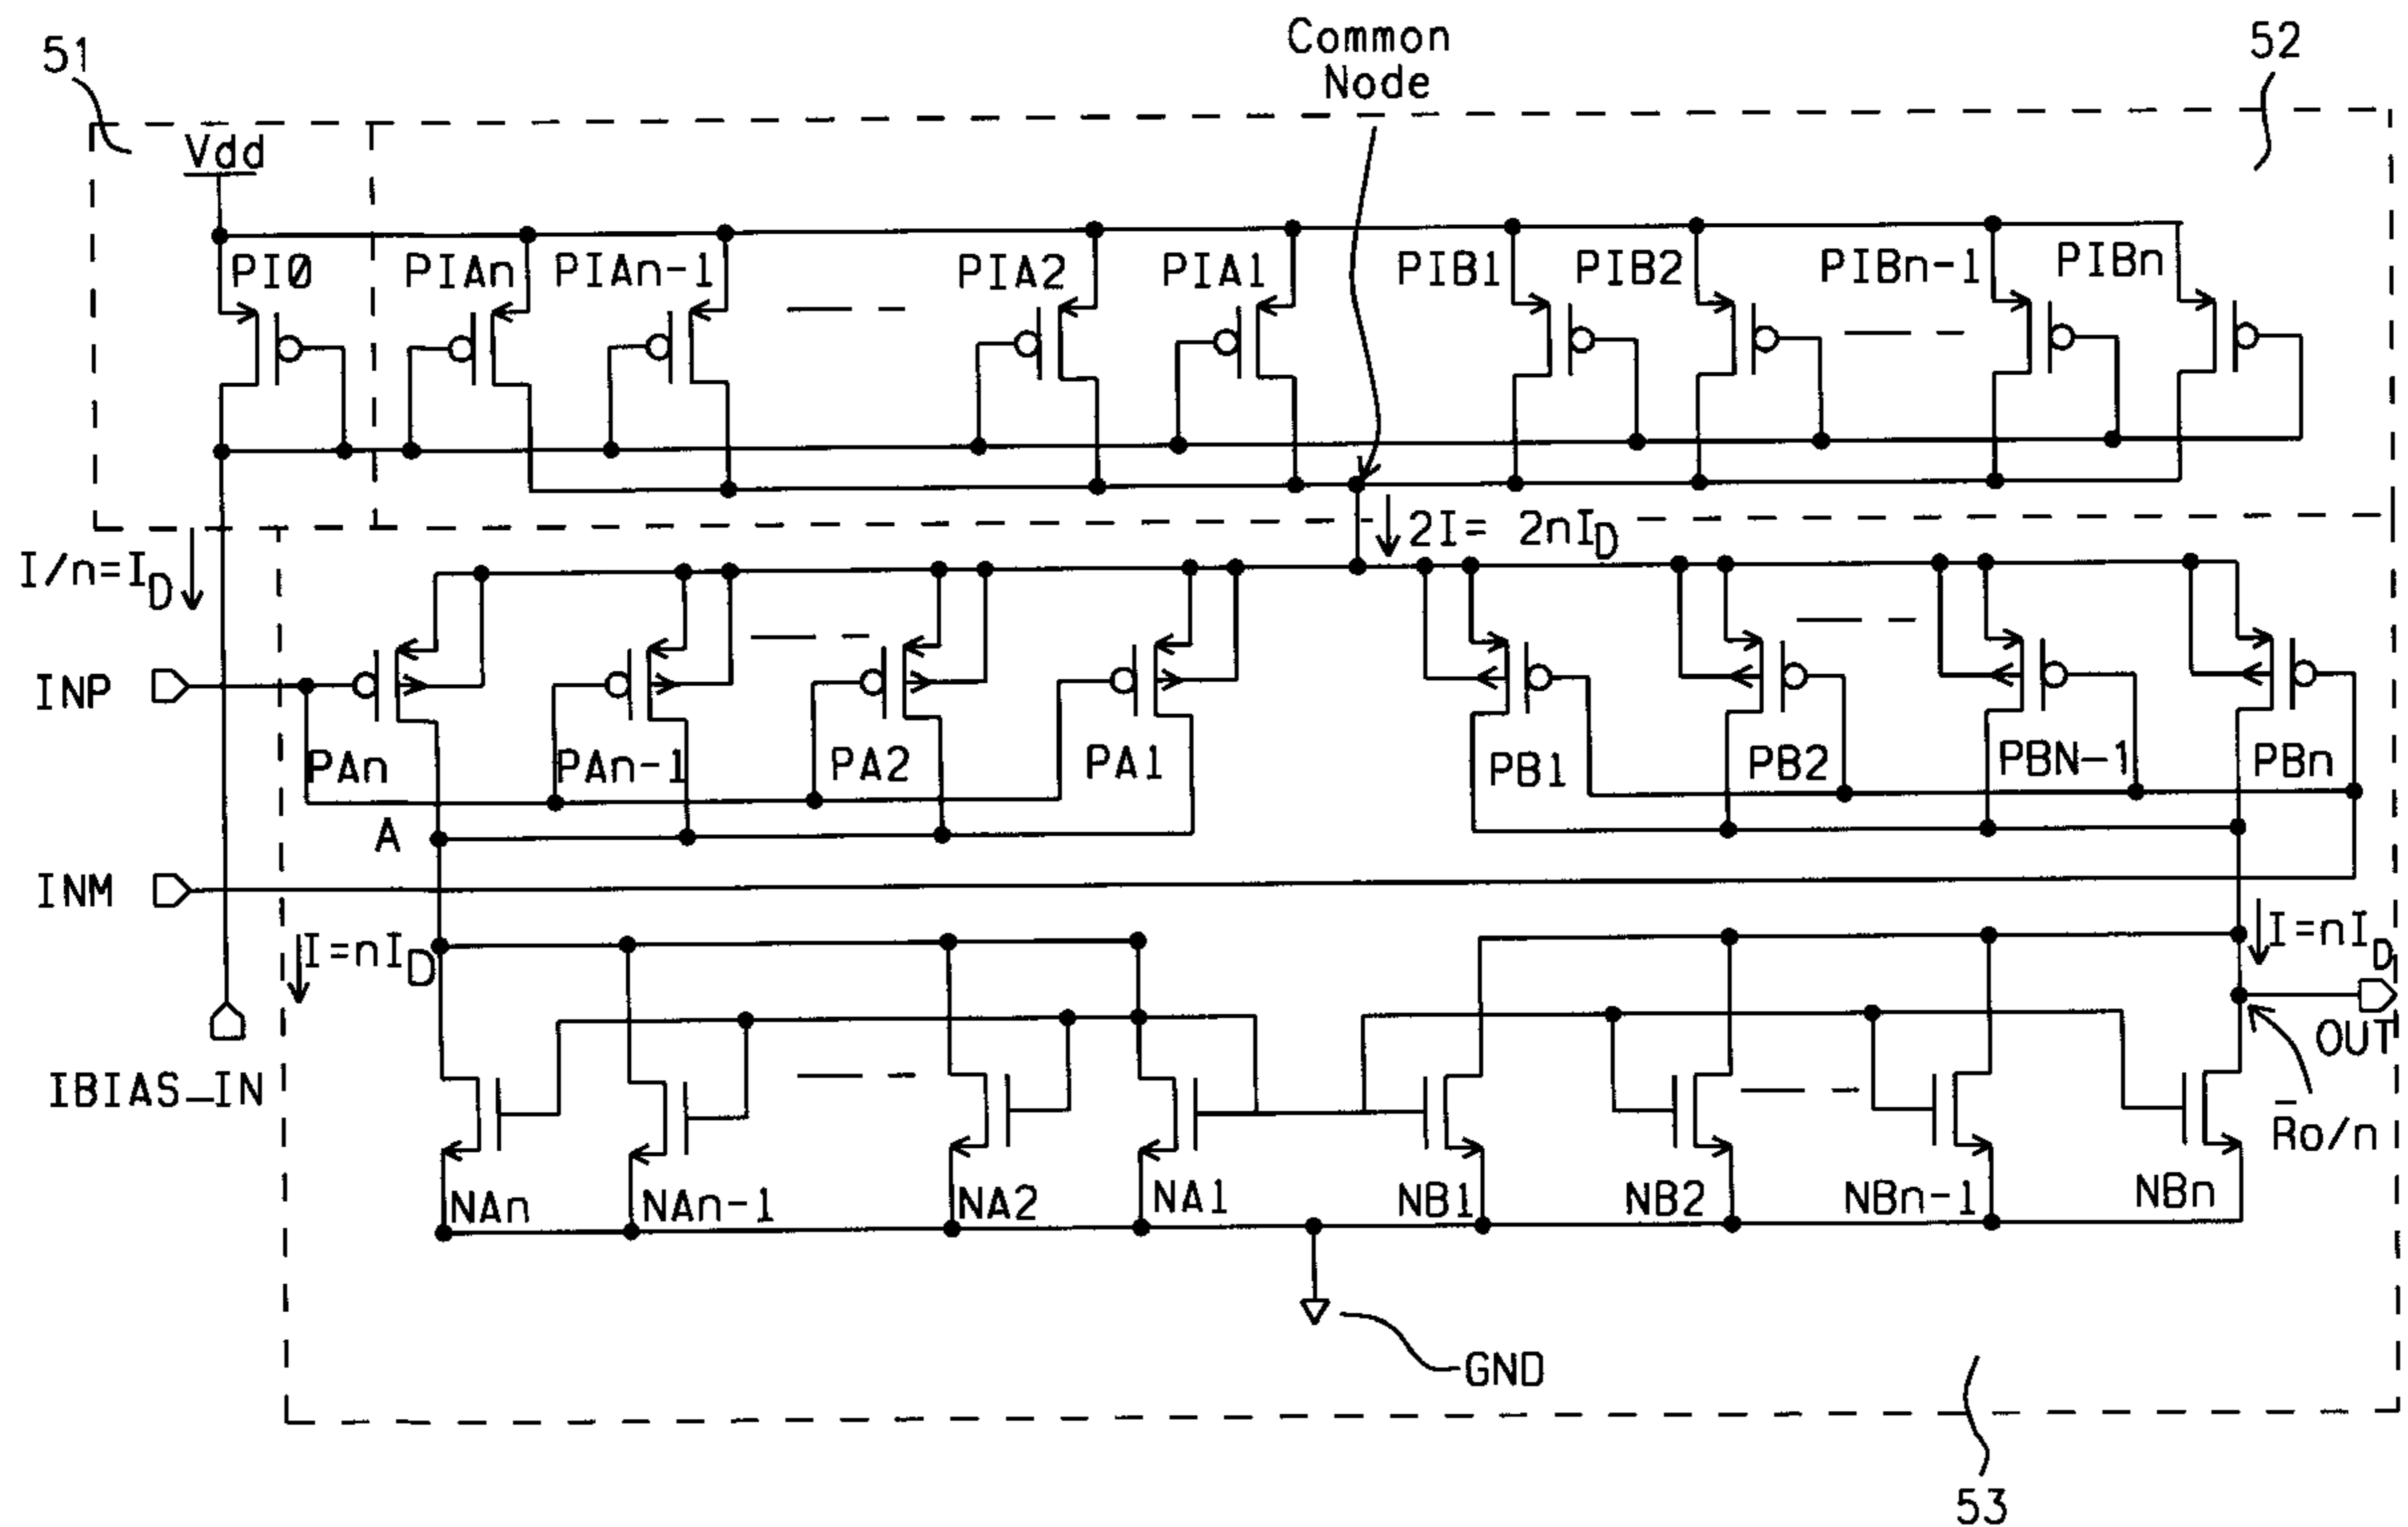 51
Common
Node
52
Vdd
PI0
PIAn
PIAn-1
PIA2
PIA1
PIB1
PIB2
PIBn-1
PIBn
I/n=ID
2I= 2nID
INP
PAn
PAn-1
PA2
PA1
PB1
PB2
PBN-1
PBn
A
INM
I=nID
I=nID
OUT
IBIAS_IN
R̅o/n
NAn
NAn-1
NA2
NA1
NB1
NB2
NBn-1
NBn
GND
53